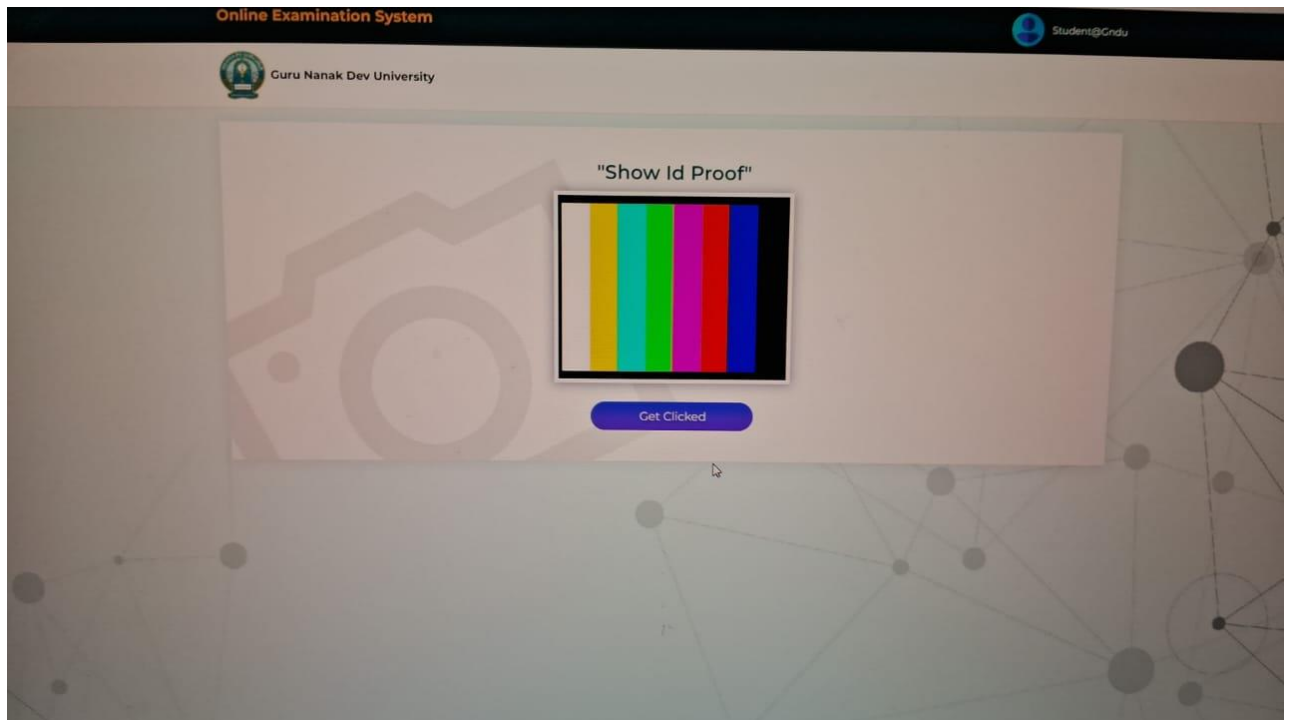 Online Examination System
Student@Gndu
Guru Nanak Dev University
"Show Id Proof"
Get Clicked